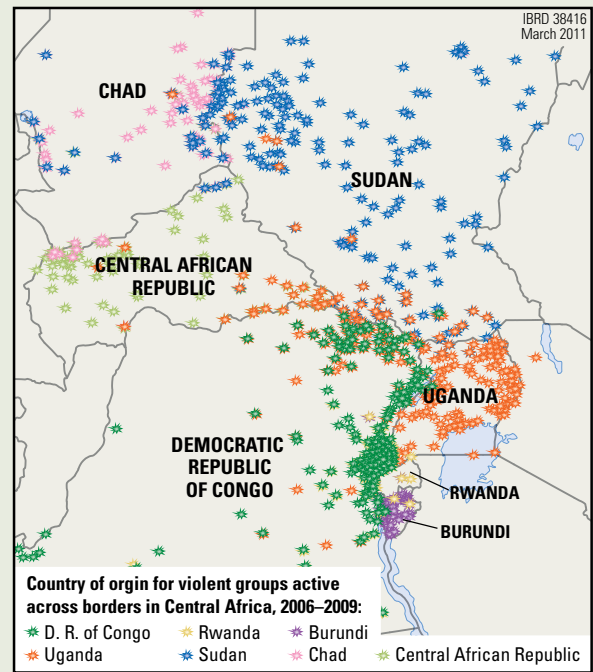 IBRD 38416
March 2011
CHAD
SUDAN
CENTRAL AFRICAN
REPUBLIC
UGANDA
DEMOCRATIC
REPUBLIC
OF CONGO
RWANDA
BURUNDI
Country of orgin for violent groups active
across borders in Central Africa, 2006–2009:
D. R. of Congo Rwanda Burundi
Uganda Sudan Chad Central African Republic